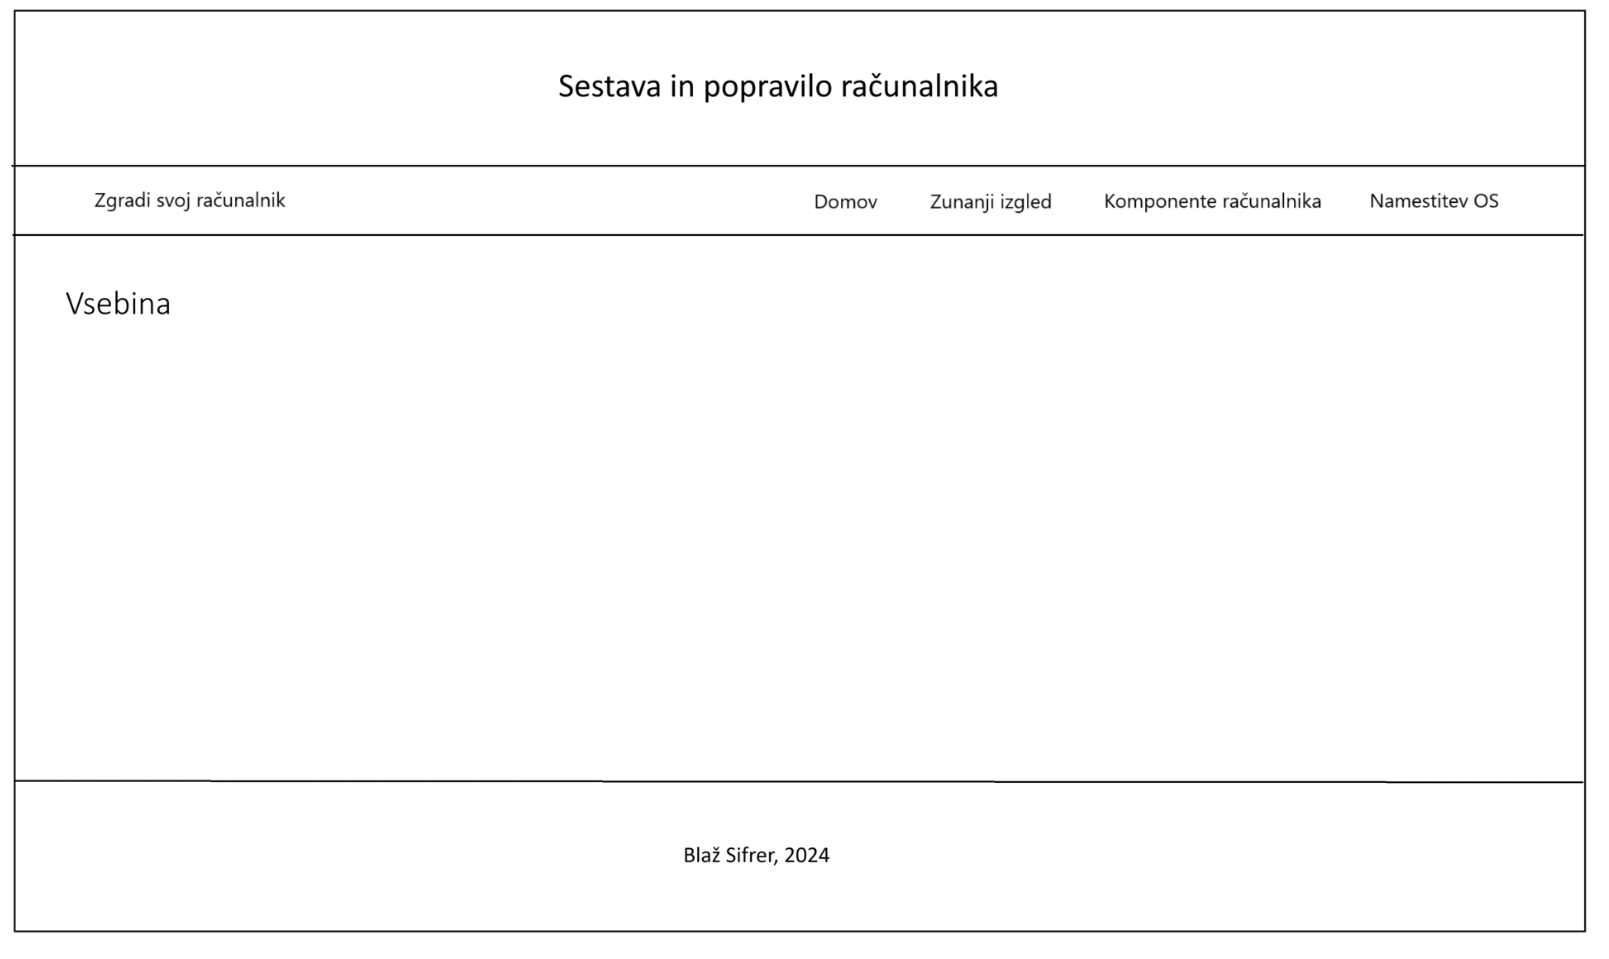 Sestava in popravilo računalnika
Zgradi svoj računalnik Domov Zunanji izgled Komponente računalnika Namestitev OS
Vsebina
Blaž Sifrer, 2024